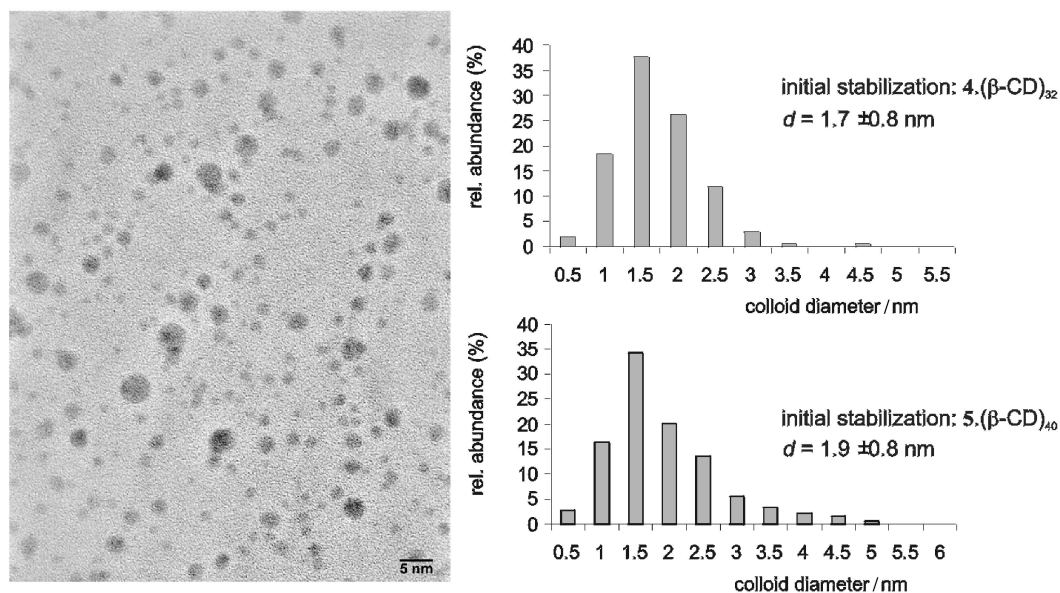 5 nm
rel. abundance (%)
40
35
30
25
20
15
10
5
0
initial stabilization: 4.(β-CD)₃₂
d = 1.7 ±0.8 nm
0.5 1 1.5 2 2.5 3 3.5 4 4.5 5 5.5
colloid diameter / nm
rel. abundance (%)
40
35
30
25
20
15
10
5
0
initial stabilization: 5.(β-CD)₄₀
d = 1.9 ±0.8 nm
0.5 1 1.5 2 2.5 3 3.5 4 4.5 5 5.5 6
colloid diameter / nm